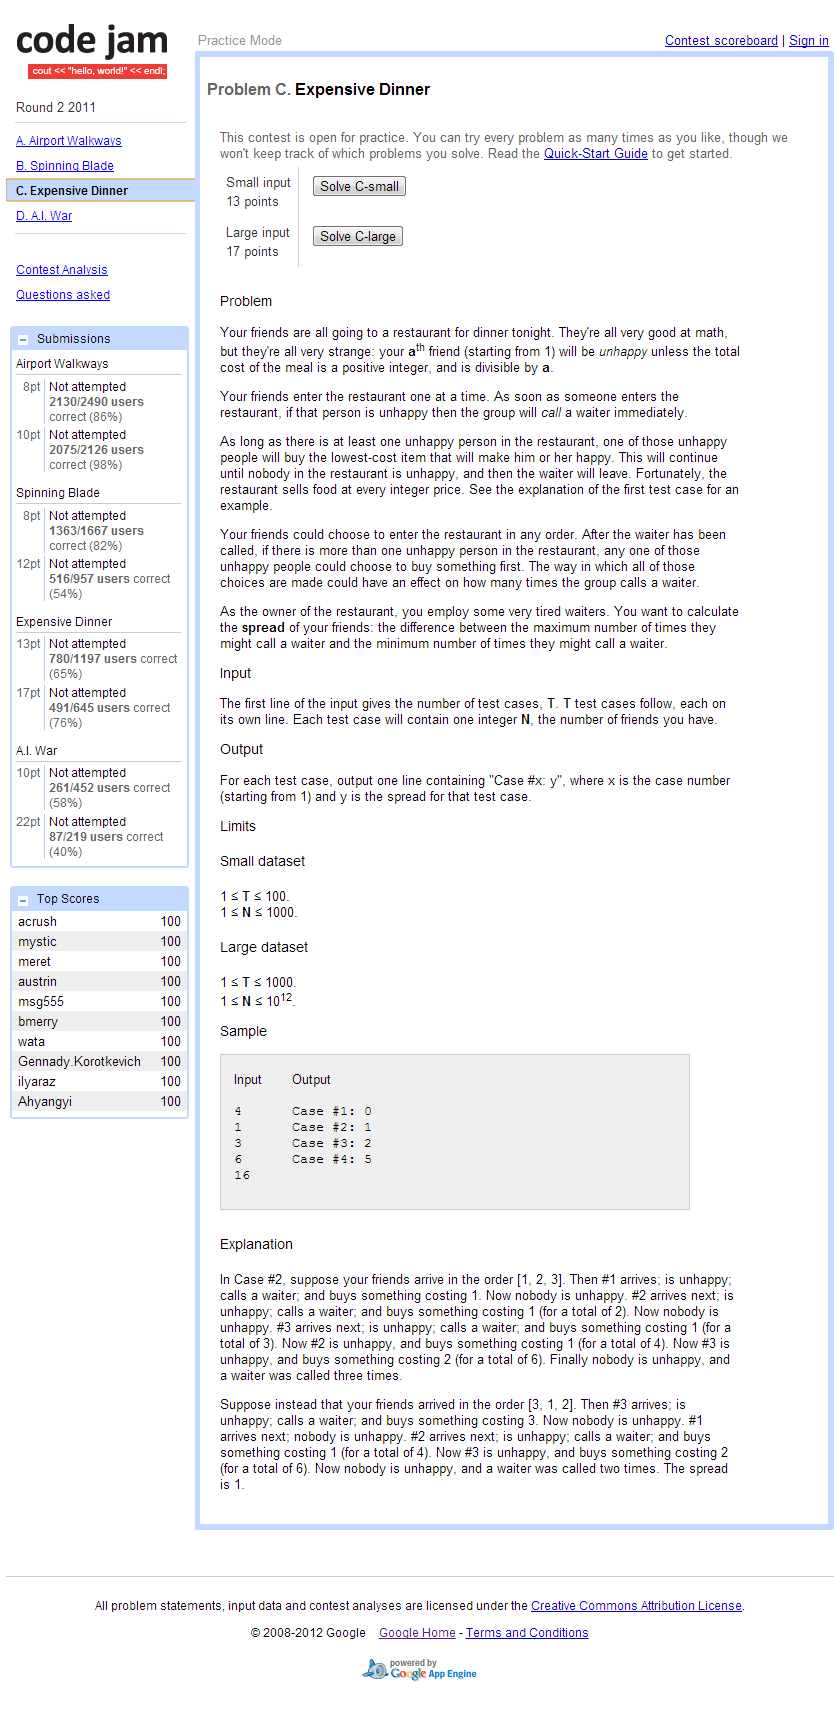 code jam
cout << "hello, world!" << endl;
Round 2 2011
A. Airport Walkways
B. Spinning Blade
C. Expensive Dinner
D. A.I. War
Contest Analysis
Questions asked
Submissions
Airport Walkways
8pt Not attempted
2130/2490 users
correct (86%)
10pt Not attempted
2075/2126 users
correct (98%)
Spinning Blade
8pt Not attempted
1363/1667 users
correct (82%)
12pt Not attempted
516/957 users correct
(54%)
Expensive Dinner
13pt Not attempted
780/1197 users correct
(65%)
17pt Not attempted
491/645 users correct
(76%)
A.I. War
10pt Not attempted
261/452 users correct
(58%)
22pt Not attempted
87/219 users correct
(40%)
Top Scores
acrush 100
mystic 100
meret 100
austrin 100
msg555 100
bmerry 100
wata 100
Gennady.Korotkevich 100
ilyaraz 100
Ahyangyi 100
Practice Mode
Contest scoreboard | Sign in
Problem C. Expensive Dinner
This contest is open for practice. You can try every problem as many times as you like, though we
won't keep track of which problems you solve. Read the Quick-Start Guide to get started.
Small input
13 points
Solve C-small
Large input
17 points
Solve C-large
Problem
Your friends are all going to a restaurant for dinner tonight. They're all very good at math,
but they're all very strange: your ath friend (starting from 1) will be unhappy unless the total
cost of the meal is a positive integer, and is divisible by a.
Your friends enter the restaurant one at a time. As soon as someone enters the
restaurant, if that person is unhappy then the group will call a waiter immediately.
As long as there is at least one unhappy person in the restaurant, one of those unhappy
people will buy the lowest-cost item that will make him or her happy. This will continue
until nobody in the restaurant is unhappy, and then the waiter will leave. Fortunately, the
restaurant sells food at every integer price. See the explanation of the first test case for an
example.
Your friends could choose to enter the restaurant in any order. After the waiter has been
called, if there is more than one unhappy person in the restaurant, any one of those
unhappy people could choose to buy something first. The way in which all of those
choices are made could have an effect on how many times the group calls a waiter.
As the owner of the restaurant, you employ some very tired waiters. You want to calculate
the spread of your friends: the difference between the maximum number of times they
might call a waiter and the minimum number of times they might call a waiter.
Input
The first line of the input gives the number of test cases, T. T test cases follow, each on
its own line. Each test case will contain one integer N, the number of friends you have.
Output
For each test case, output one line containing "Case #x: y", where x is the case number
(starting from 1) and y is the spread for that test case.
Limits
Small dataset
1 ≤ T ≤ 100.
1 ≤ N ≤ 1000.
Large dataset
1 ≤ T ≤ 1000.
1 ≤ N ≤ 10^12.
Sample
Input Output
4 Case #1: 0
1 Case #2: 1
3 Case #3: 2
6 Case #4: 5
16
Explanation
In Case #2, suppose your friends arrive in the order [1, 2, 3]. Then #1 arrives; is unhappy;
calls a waiter; and buys something costing 1. Now nobody is unhappy. #2 arrives next; is
unhappy; calls a waiter; and buys something costing 1 (for a total of 2). Now nobody is
unhappy. #3 arrives next; is unhappy; calls a waiter; and buys something costing 1 (for a
total of 3). Now #2 is unhappy, and buys something costing 1 (for a total of 4). Now #3 is
unhappy, and buys something costing 2 (for a total of 6). Finally nobody is unhappy, and
a waiter was called three times.
Suppose instead that your friends arrived in the order [3, 1, 2]. Then #3 arrives; is
unhappy; calls a waiter; and buys something costing 3. Now nobody is unhappy. #1
arrives next; nobody is unhappy. #2 arrives next; is unhappy; calls a waiter; and buys
something costing 1 (for a total of 4). Now #3 is unhappy, and buys something costing 2
(for a total of 6). Now nobody is unhappy, and a waiter was called two times. The spread
is 1.
All problem statements, input data and contest analyses are licensed under the Creative Commons Attribution License.
© 2008-2012 Google Google Home - Terms and Conditions
powered by
Google App Engine